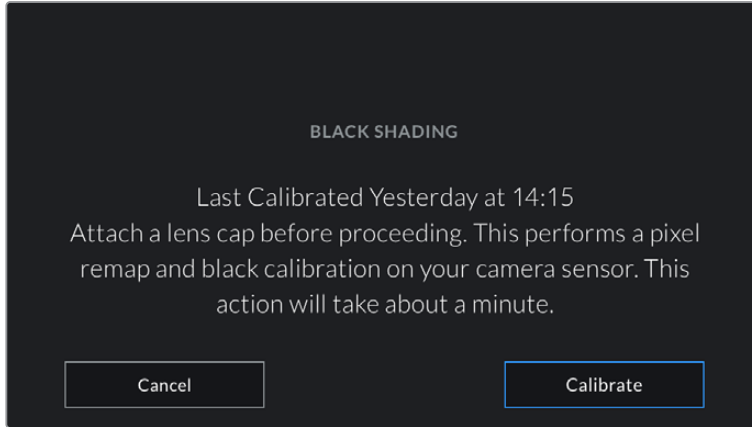 BLACK SHADING
Last Calibrated Yesterday at 14:15
Attach a lens cap before proceeding. This performs a pixel
remap and black calibration on your camera sensor. This
action will take about a minute.
Cancel
Calibrate